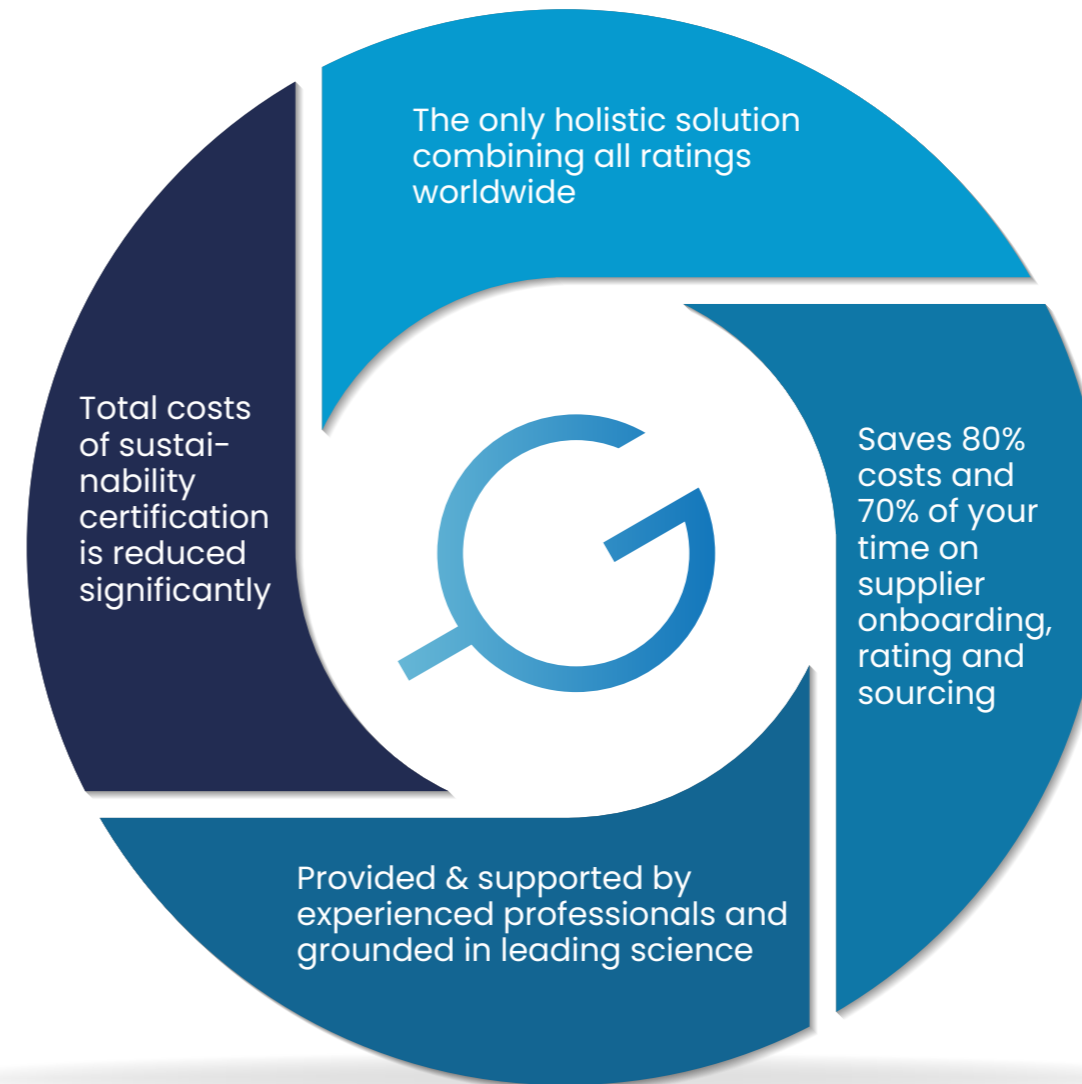 The only holistic solution
combining all ratings
worldwide
Saves 80%
costs and
70% of your
time on
supplier
onboarding,
rating and
sourcing
Provided & supported by
experienced professionals and
grounded in leading science
Total costs
of sustai-
nability
certification
is reduced
significantly